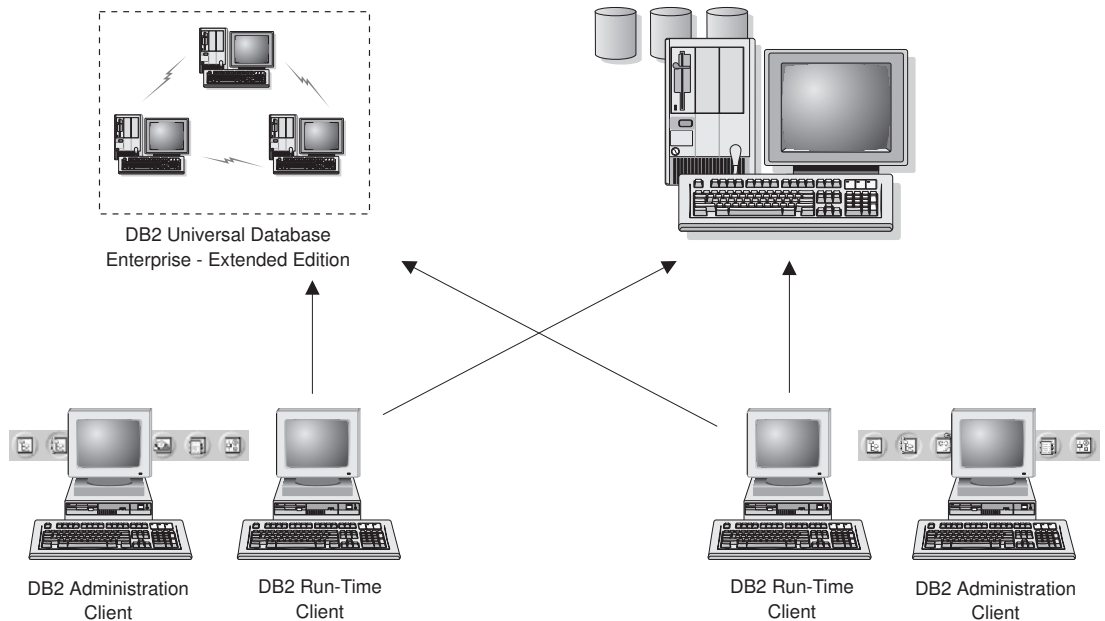 DB2 Universal Database
Enterprise - Extended Edition
DB2 Administration
Client
DB2 Run-Time
Client
DB2 Run-Time
Client
DB2 Administration
Client